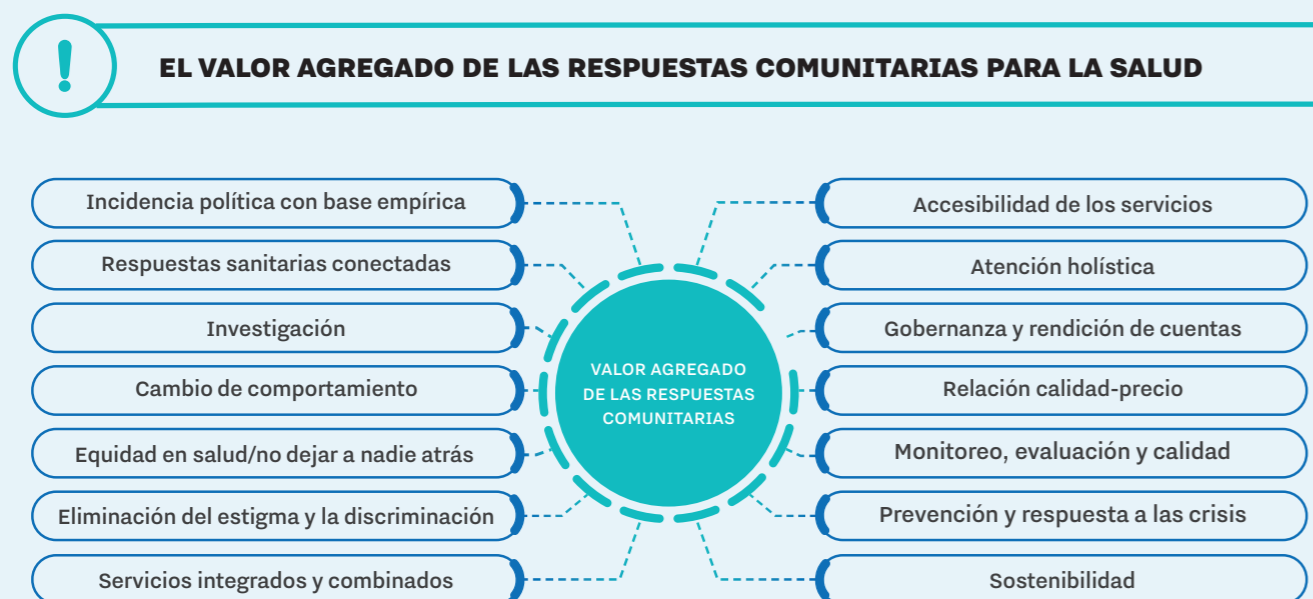 !
EL VALOR AGREGADO DE LAS RESPUESTAS COMUNITARIAS PARA LA SALUD
Incidencia política con base empírica
Respuestas sanitarias conectadas
Investigación
Cambio de comportamiento
Equidad en salud/no dejar a nadie atrás
Eliminación del estigma y la discriminación
Servicios integrados y combinados
VALOR AGREGADO
DE LAS RESPUESTAS
COMUNITARIAS
Accesibilidad de los servicios
Atención holística
Gobernanza y rendición de cuentas
Relación calidad-precio
Monitoreo, evaluación y calidad
Prevención y respuesta a las crisis
Sostenibilidad